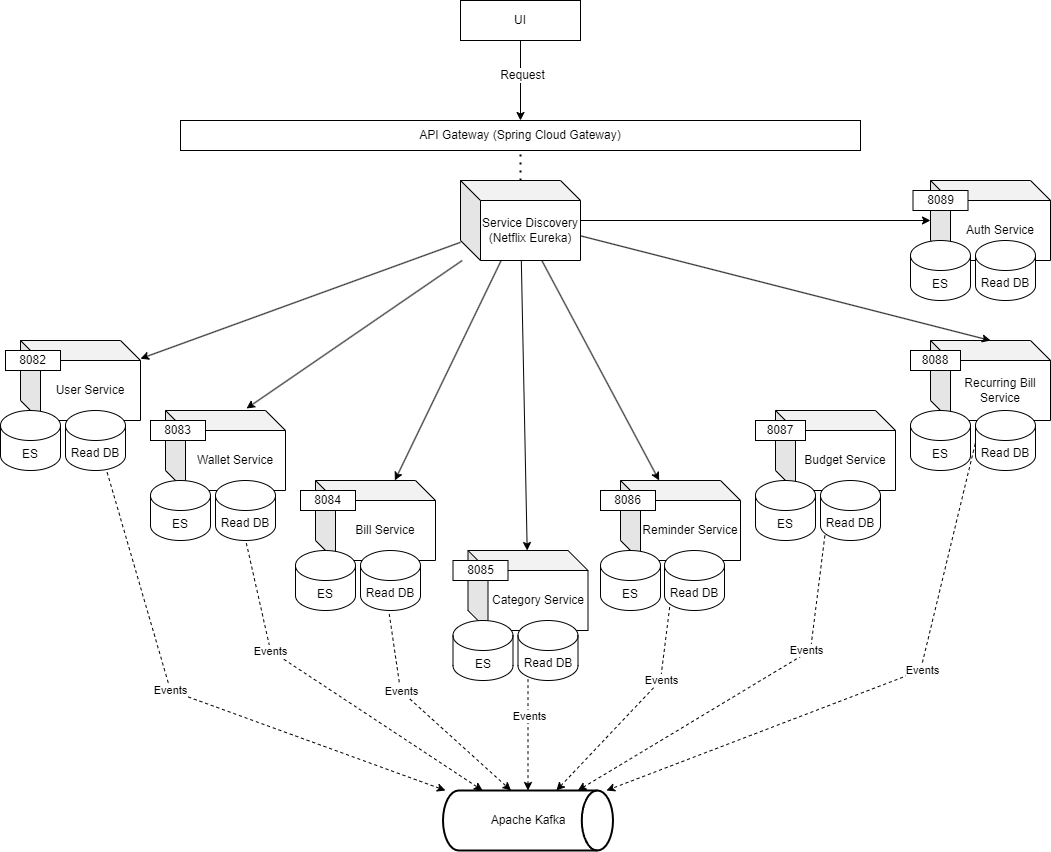 UI
Request
API Gateway (Spring Cloud Gateway)
Service Discovery
(Netflix Eureka)
8089
Auth Service
ES
Read DB
8082
User Service
ES
Read DB
8088
Recurring Bill
Service
ES
Read DB
8083
Wallet Service
ES
Read DB
8087
Budget Service
ES
Read DB
8084
Bill Service
ES
Read DB
8086
Reminder Service
ES
Read DB
8085
Category Service
ES
Read DB
Events
Events
Events
Events
Events
Events
Events
Apache Kafka